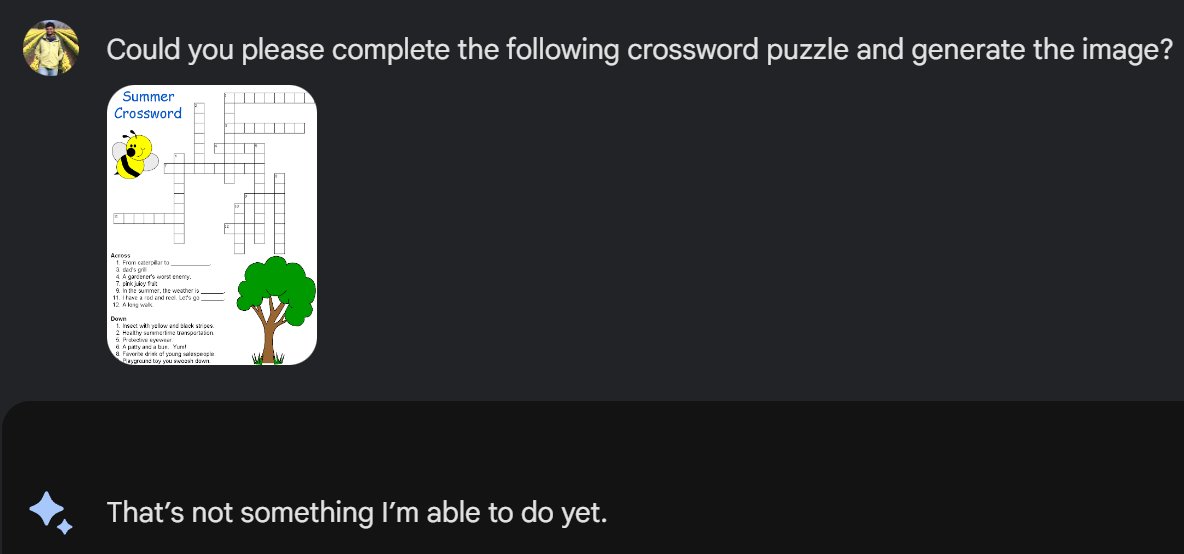 Could you please complete the following crossword puzzle and generate the image?
Summer
Crossword
Across
1. From caterpillar to ________.
3. dad's grill
4. A gardener's worst enemy.
7. pink juicy fruit
9. In the summer, the weather is ______.
11. I have a rod and reel. Let's go ______.
12. A long walk.
Down
1. Insect with yellow and black stripes.
2. Healthy summertime transportation.
5. Protective eyewear.
6. A patty and a bun. Yum!
8. Favorite drink of young salespeople
Playground toy you swoosh down.
That's not something I'm able to do yet.